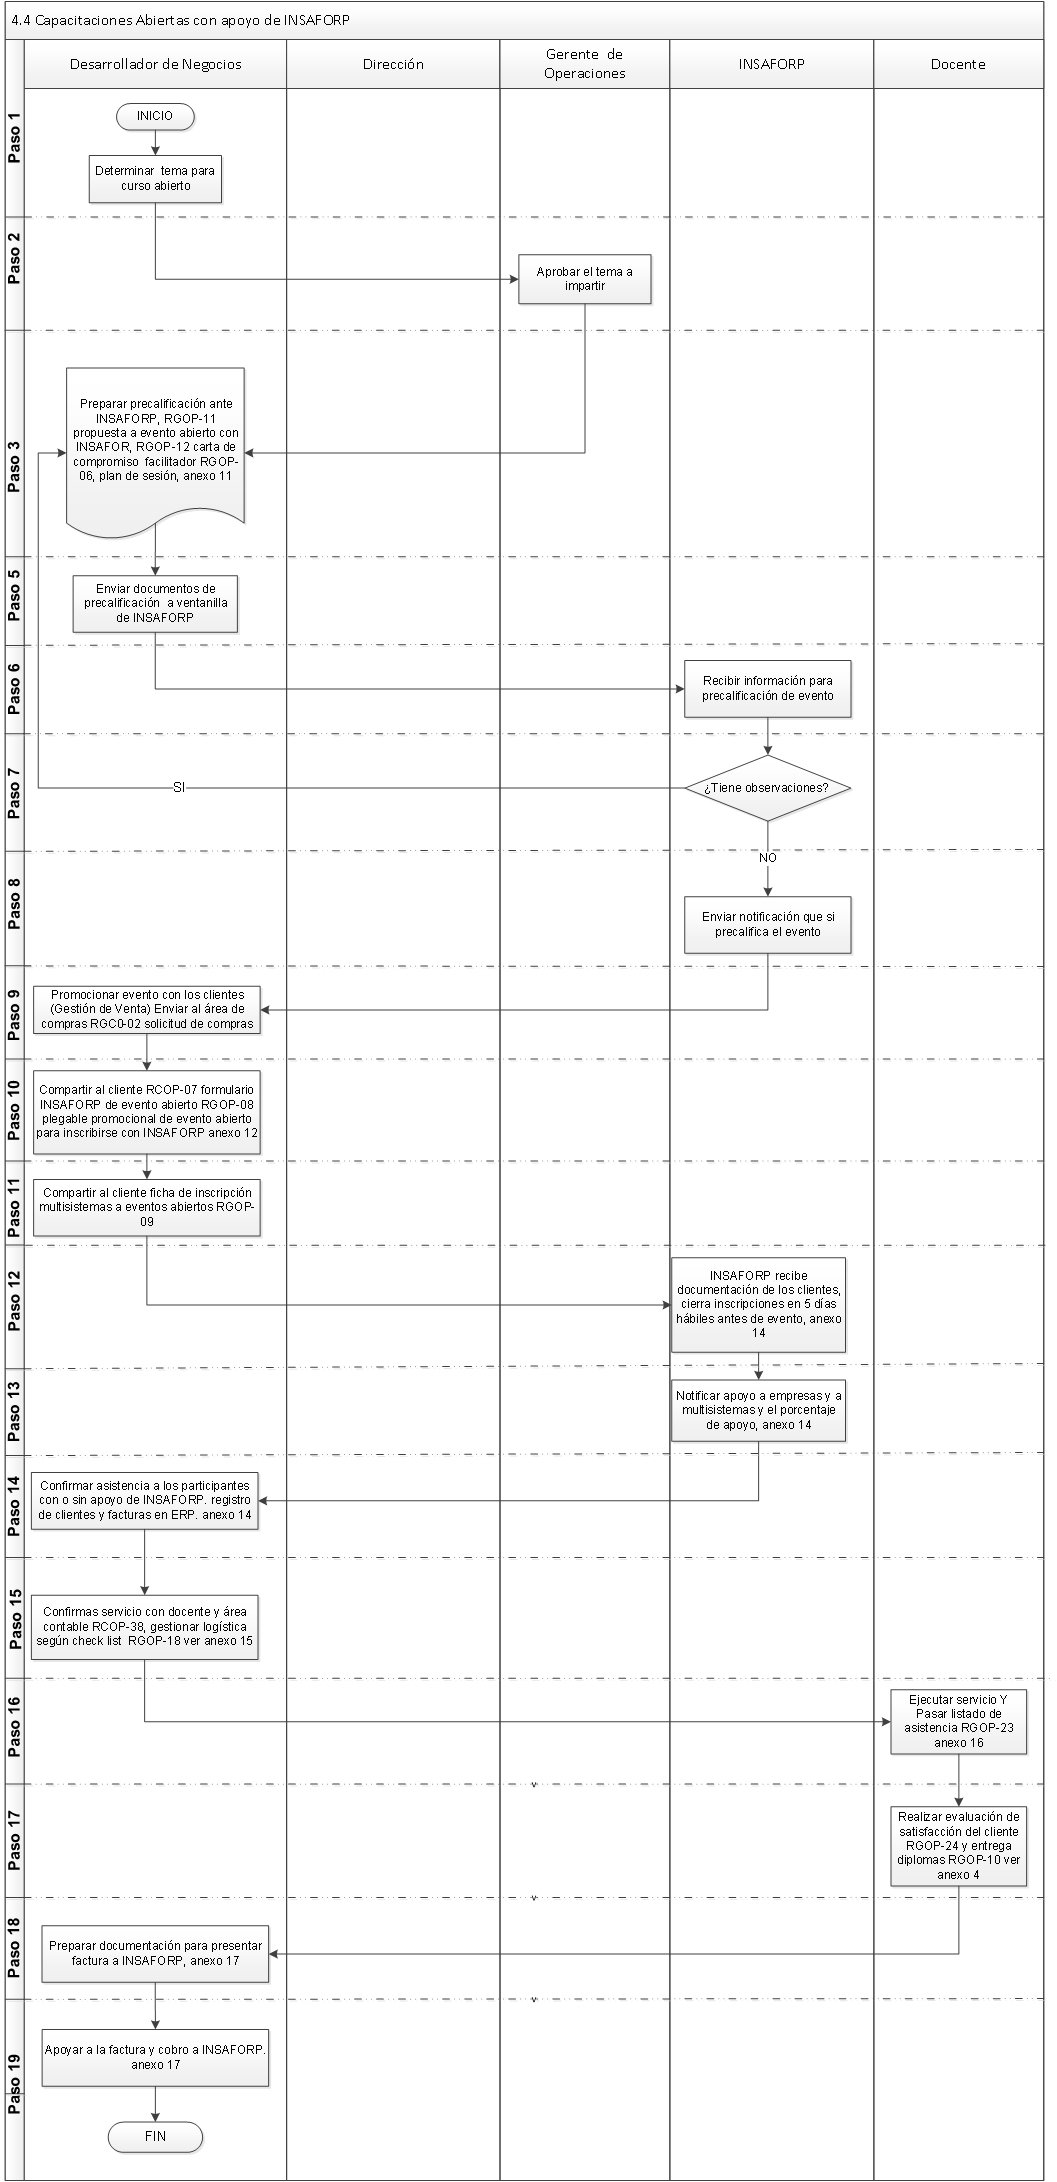 4.4 Capacitaciones Abiertas con apoyo de INSAFORP
Desarrollador de Negocios
Dirección
Gerente de
Operaciones
INSAFORP
Docente
Paso 1
INICIO
Determinar tema para
curso abierto
Paso 2
Aprobar el tema a
impartir
Paso 3
Preparar precalificación ante
INSAFORP, RGOP-11
propuesta a evento abierto con
INSAFOR, RGOP-12 carta de
compromiso facilitador RGOP-
06, plan de sesión, anexo 11
Paso 5
Enviar documentos de
precalificación a ventanilla
de INSAFORP
Paso 6
Recibir información para
precalificación de evento
Paso 7
SI
¿Tiene observaciones?
NO
Paso 8
Enviar notificación que si
precalifica el evento
Paso 9
Promocionar evento con los clientes
(Gestión de Venta) Enviar al área de
compras RGC0-02 solicitud de compras
Paso 10
Compartir al cliente RCOP-07 formulario
INSAFORP de evento abierto RGOP-08
plegable promocional de evento abierto
para inscribirse con INSAFORP anexo 12
Paso 11
Compartir al cliente ficha de inscripción
multisistemas a eventos abiertos RGOP-
09
Paso 12
INSAFORP recibe
documentación de los clientes,
cierra inscripciones en 5 días
hábiles antes de evento, anexo
14
Paso 13
Notificar apoyo a empresas y a
multisistemas y el porcentaje
de apoyo, anexo 14
Paso 14
Confirmar asistencia a los participantes
con o sin apoyo de INSAFORP. registro
de clientes y facturas en ERP. anexo 14
Paso 15
Confirmas servicio con docente y área
contable RCOP-38, gestionar logística
según check list RGOP-18 ver anexo 15
Paso 16
Ejecutar servicio Y
Pasar listado de
asistencia RGOP-23
anexo 16
v
Paso 17
Realizar evaluación de
satisfacción del cliente
RGOP-24 y entrega
diplomas RGOP-10 ver
anexo 4
v
Paso 18
Preparar documentación para presentar
factura a INSAFORP, anexo 17
v
Paso 19
Apoyar a la factura y cobro a INSAFORP.
anexo 17
FIN